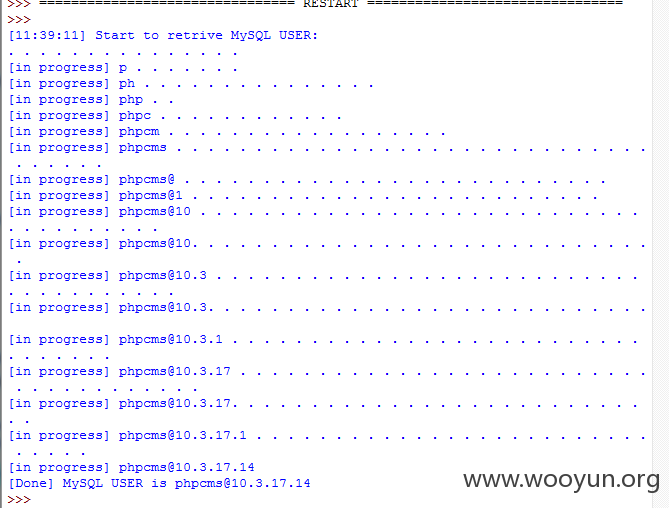 >>> ================================ RESTART ================================
>>>
[11:39:11] Start to retrive MySQL USER:
. . . . . . . . . . . . . . .
[in progress] p . . . . . . .
[in progress] ph . . . . . . . . . . . . . . .
[in progress] php . .
[in progress] phpc . . . . . . . . . . . .
[in progress] phpcm . . . . . . . . . . . . . . . . . .
[in progress] phpcms . . . . . . . . . . . . . . . . . . . . . . . . . . . . . .
. . . . . .
[in progress] phpcms@ . . . . . . . . . . . . . . . . . . . . . . . . . . .
[in progress] phpcms@1 . . . . . . . . . . . . . . . . . . . . . . . . . .
[in progress] phpcms@10 . . . . . . . . . . . . . . . . . . . . . . . . . . . .
. . . . . . . . . .
[in progress] phpcms@10. . . . . . . . . . . . . . . . . . . . . . . . . . . . .
.
[in progress] phpcms@10.3 . . . . . . . . . . . . . . . . . . . . . . . . . . .
. . . . . . . . . . .
[in progress] phpcms@10.3. . . . . . . . . . . . . . . . . . . . . . . . . . . .
[in progress] phpcms@10.3.1 . . . . . . . . . . . . . . . . . . . . . . . . . .
. . . . . . .
[in progress] phpcms@10.3.17 . . . . . . . . . . . . . . . . . . . . . . . . . .
. . . . . . . . . . . .
[in progress] phpcms@10.3.17. . . . . . . . . . . . . . . . . . . . . . . . . .
. .
[in progress] phpcms@10.3.17.1 . . . . . . . . . . . . . . . . . . . . . . . . .
. . . . .
[in progress] phpcms@10.3.17.14
[Done] MySQL USER is phpcms@10.3.17.14
>>>
www.wooyun.org